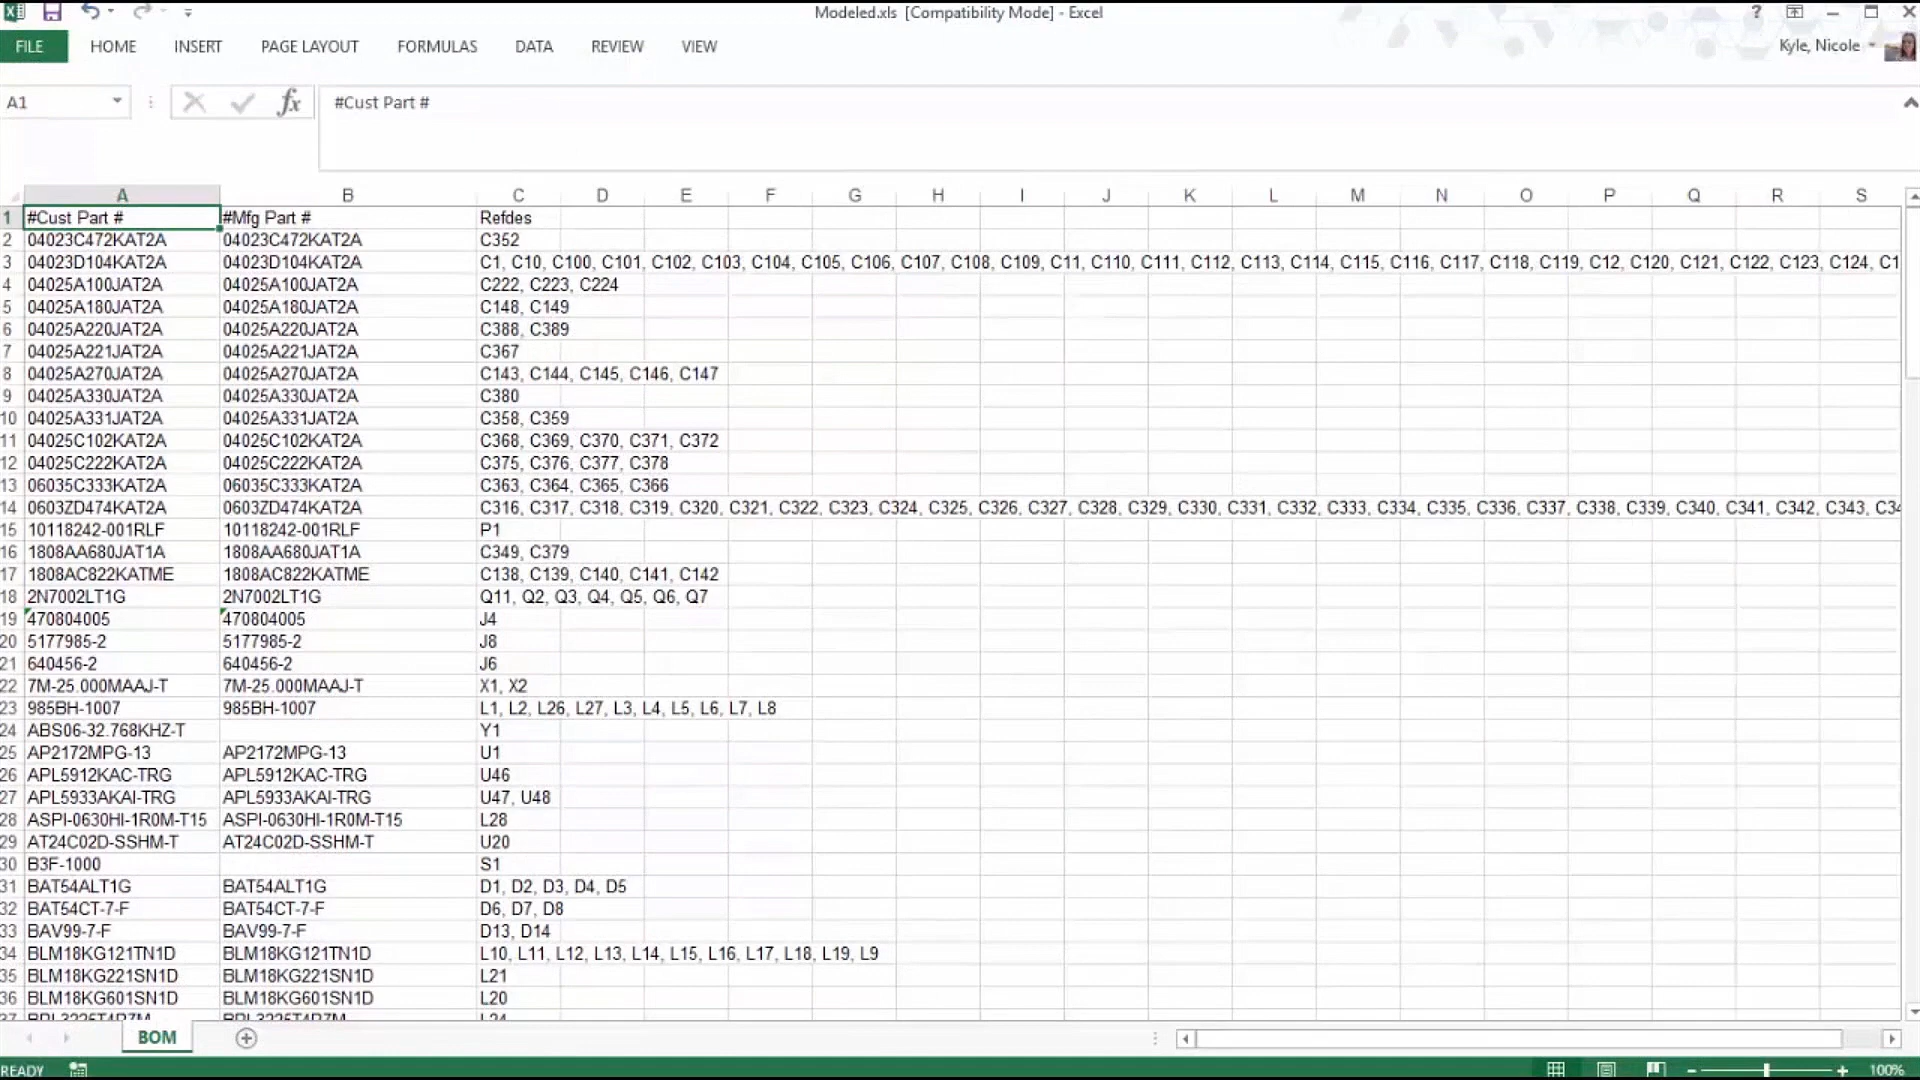 Modeled.xls [Compatibility Mode] - Excel
FILE HOME INSERT PAGE LAYOUT FORMULAS DATA REVIEW VIEW Kyle, Nicole
A1 fx #Cust Part #
A B C D E F G H I J K L M N O P Q R S
1 #Cust Part # #Mfg Part # Refdes
2 04023C472KAT2A 04023C472KAT2A C352
3 04023D104KAT2A 04023D104KAT2A C1, C10, C100, C101, C102, C103, C104, C105, C106, C107, C108, C109, C11, C110, C111, C112, C113, C114, C115, C116, C117, C118, C119, C12, C120, C121, C122, C123, C124, C1
4 04025A100JAT2A 04025A100JAT2A C222, C223, C224
5 04025A180JAT2A 04025A180JAT2A C148, C149
6 04025A220JAT2A 04025A220JAT2A C388, C389
7 04025A221JAT2A 04025A221JAT2A C367
8 04025A270JAT2A 04025A270JAT2A C143, C144, C145, C146, C147
9 04025A330JAT2A 04025A330JAT2A C380
10 04025A331JAT2A 04025A331JAT2A C358, C359
11 04025C102KAT2A 04025C102KAT2A C368, C369, C370, C371, C372
12 04025C222KAT2A 04025C222KAT2A C375, C376, C377, C378
13 06035C333KAT2A 06035C333KAT2A C363, C364, C365, C366
14 0603ZD474KAT2A 0603ZD474KAT2A C316, C317, C318, C319, C320, C321, C322, C323, C324, C325, C326, C327, C328, C329, C330, C331, C332, C333, C334, C335, C336, C337, C338, C339, C340, C341, C342, C343, C34
15 10118242-001RLF 10118242-001RLF P1
16 1808AA680JAT1A 1808AA680JAT1A C349, C379
17 1808AC822KATME 1808AC822KATME C138, C139, C140, C141, C142
18 2N7002LT1G 2N7002LT1G Q11, Q2, Q3, Q4, Q5, Q6, Q7
19 470804005 470804005 J4
20 5177985-2 5177985-2 J8
21 640456-2 640456-2 J6
22 7M-25.000MAAJ-T 7M-25.000MAAJ-T X1, X2
23 985BH-1007 985BH-1007 L1, L2, L26, L27, L3, L4, L5, L6, L7, L8
24 ABS06-32.768KHZ-T Y1
25 AP2172MPG-13 AP2172MPG-13 U1
26 APL5912KAC-TRG APL5912KAC-TRG U46
27 APL5933AKAI-TRG APL5933AKAI-TRG U47, U48
28 ASPI-0630HI-1R0M-T15 ASPI-0630HI-1R0M-T15 L28
29 AT24C02D-SSHM-T AT24C02D-SSHM-T U20
30 B3F-1000 S1
31 BAT54ALT1G BAT54ALT1G D1, D2, D3, D4, D5
32 BAT54CT-7-F BAT54CT-7-F D6, D7, D8
33 BAV99-7-F BAV99-7-F D13, D14
34 BLM18KG121TN1D BLM18KG121TN1D L10, L11, L12, L13, L14, L15, L16, L17, L18, L19, L9
35 BLM18KG221SN1D BLM18KG221SN1D L21
36 BLM18KG601SN1D BLM18KG601SN1D L20
BOM
READY 100%